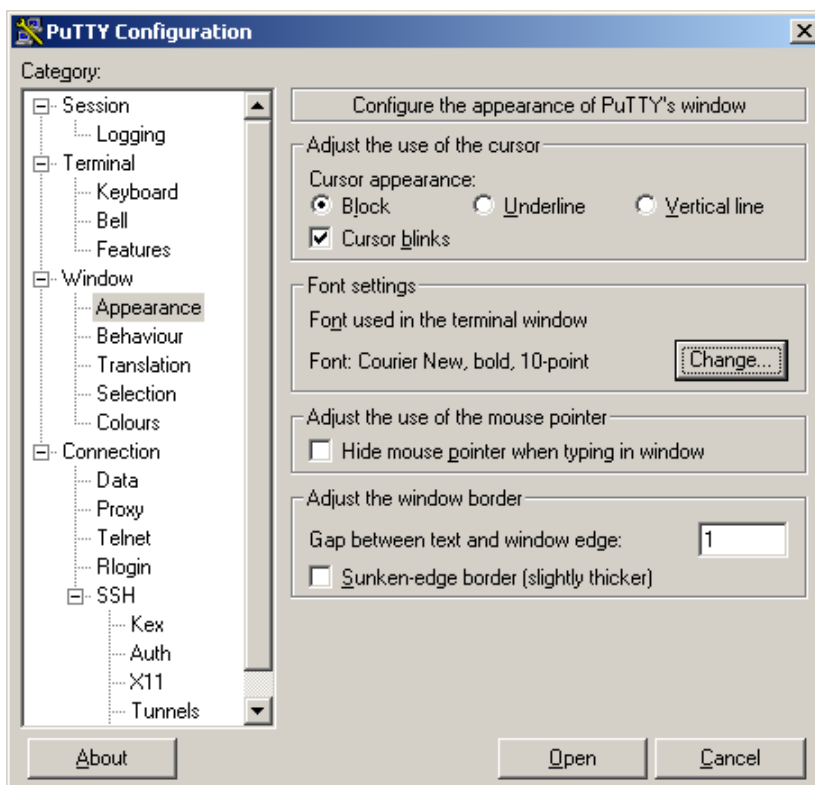 PuTTY Configuration
Category:
Session
Logging
Terminal
Keyboard
Bell
Features
Window
Appearance
Behaviour
Translation
Selection
Colours
Connection
Data
Proxy
Telnet
Rlogin
SSH
Kex
Auth
X11
Tunnels
Configure the appearance of PuTTY's window
Adjust the use of the cursor
Cursor appearance:
Block Underline Vertical line
Cursor blinks
Font settings
Font used in the terminal window
Font: Courier New, bold, 10-point Change...
Adjust the use of the mouse pointer
Hide mouse pointer when typing in window
Adjust the window border
Gap between text and window edge: 1
Sunken-edge border (slightly thicker)
About Open Cancel